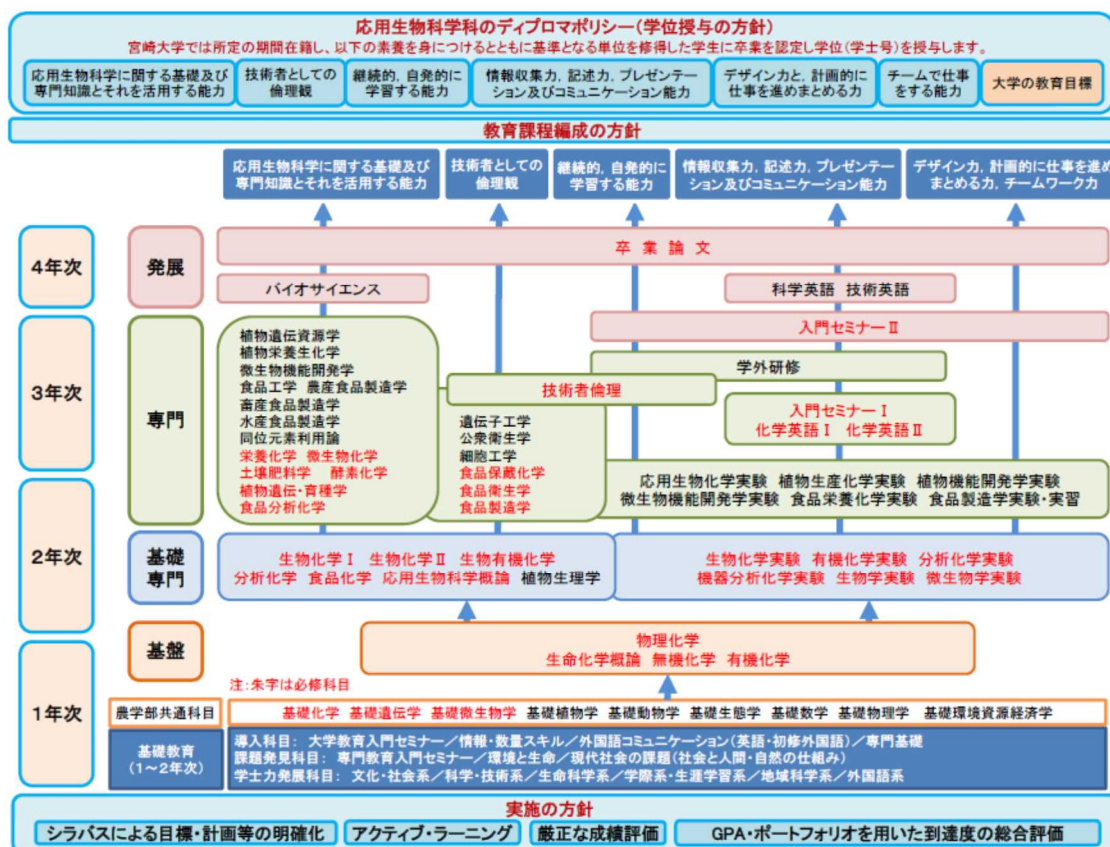 応用生物科学科のディプロマポリシー(学位授与の方針)
宮崎大学では所定の期間在籍し、以下の素養を身につけるとともに基準となる単位を修得した学生に卒業を認定し学位(学士号)を授与します。
応用生物科学に関する基礎及び
専門知識とそれを活用する能力
技術者としての
倫理観
継続的, 自発的に
学習する能力
情報収集力, 記述力, プレゼンテー
ション及びコミュニケーション能力
デザイン力と, 計画的に
仕事を進めまとめる力
チームで仕事
をする能力
大学の教育目標
教育課程編成の方針
応用生物科学に関する基礎及び
専門知識とそれを活用する能力
技術者としての
倫理観
継続的, 自発的に
学習する能力
情報収集力, 記述力, プレゼンテー
ション及びコミュニケーション能力
デザイン力, 計画的に仕事を進め
まとめる力, チームワーク力
4年次
発展
卒 業 論 文
バイオサイエンス
科学英語 技術英語
3年次
専門
植物遺伝資源学
植物栄養生化学
微生物機能開発学
食品工学 農産食品製造学
畜産食品製造学
水産食品製造学
同位元素利用論
栄養化学 微生物化学
土壌肥料学 酵素化学
植物遺伝・育種学
食品分析化学
入門セミナーⅡ
学外研修
技術者倫理
遺伝子工学
公衆衛生学
細胞工学
食品保蔵化学
食品衛生学
食品製造学
入門セミナーⅠ
化学英語Ⅰ 化学英語Ⅱ
応用生物化学実験 植物生産化学実験 植物機能開発学実験
微生物機能開発学実験 食品栄養化学実験 食品製造学実験・実習
2年次
基礎
専門
生物化学Ⅰ 生物化学Ⅱ 生物有機化学
分析化学 食品化学 応用生物科学概論 植物生理学
生物化学実験 有機化学実験 分析化学実験
機器分析化学実験 生物学実験 微生物学実験
基盤
物理化学
生命化学概論 無機化学 有機化学
1年次
注:朱字は必修科目
農学部共通科目
基礎化学 基礎遺伝学 基礎微生物学 基礎植物学 基礎動物学 基礎生態学 基礎数学 基礎物理学 基礎環境資源経済学
基礎教育
(1~2年次)
導入科目: 大学教育入門セミナー/情報・数量スキル/外国語コミュニケーション(英語・初修外国語)/専門基礎
課題発見科目: 専門教育入門セミナー/環境と生命/現代社会の課題(社会と人間・自然の仕組み)
学士力発展科目: 文化・社会系/科学・技術系/生命科学系/学際系・生涯学習系/地域科学系/外国語系
実施の方針
シラバスによる目標・計画等の明確化
アクティブ・ラーニング
厳正な成績評価
GPA・ポートフォリオを用いた到達度の総合評価